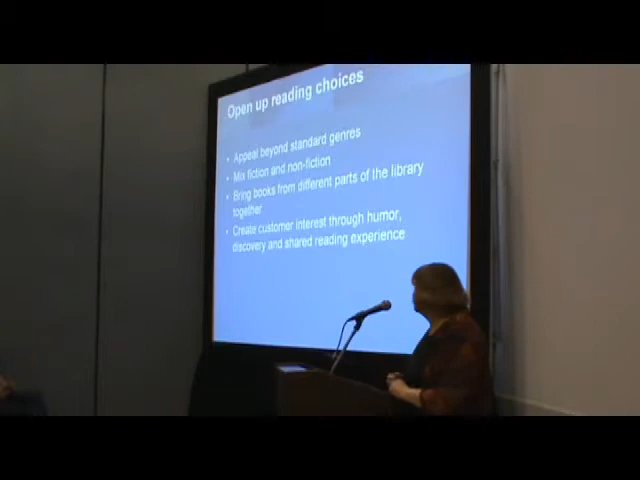 Open up reading choices
• Appeal beyond standard genres
• Mix fiction and non-fiction
• Bring books from different parts of the library
together
• Create customer interest through humor,
discovery and shared reading experience